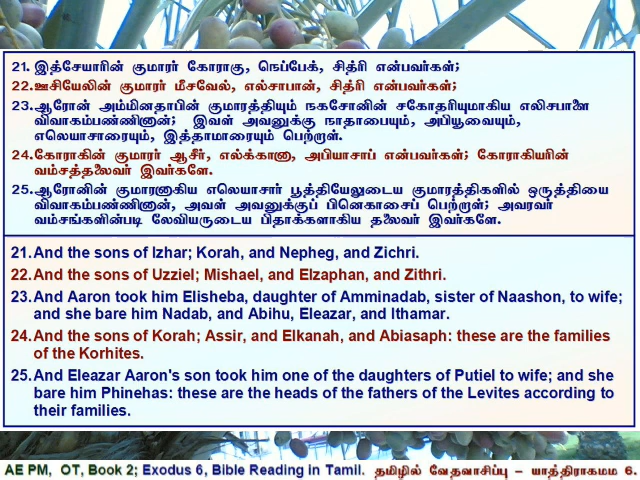 21. இத்சேயாரின் குமாரர் கோராகு, நெப்பேக், சித்ரி என்பவர்கள்;
22.ஊசியேலின் குமாரர் மீசவேல், எல்சாபான், சித்ரி என்பவர்கள்;
23.ஆரோன் அம்மினதாபின் குமாரத்தியும் நகசோனின் சகோதரியுமாகிய எலிசபாளை
விவாகம்பண்ணினான்; இவள் அவனுக்கு நாதாபையும், அபியூவையும்,
எலெயாசாரையும், இத்தாமாரையும் பெற்றாள்.
24.கோராகின் குமாரர் ஆசீர், எல்க்கானா, அபியாசாப் என்பவர்கள்; கோராகியரின்
வம்சத்தலைவர் இவர்களே.
25.ஆரோனின் குமாரனாகிய எலெயாசார் பூத்தியேலுடைய குமாரத்திகளில் ஒருத்தியை
விவாகம்பண்ணினான், அவள் அவனுக்குப் பினெகாசைப் பெற்றாள்; அவரவர்
வம்சங்களின்படி லேவியருடைய பிதாக்களாகிய தலைவர் இவர்களே.
21.And the sons of Izhar; Korah, and Nepheg, and Zichri.
22.And the sons of Uzziel; Mishael, and Elzaphan, and Zithri.
23.And Aaron took him Elisheba, daughter of Amminadab, sister of Naashon, to wife;
and she bare him Nadab, and Abihu, Eleazar, and Ithamar.
24.And the sons of Korah; Assir, and Elkanah, and Abiasaph: these are the families
of the Korhites.
25.And Eleazar Aaron's son took him one of the daughters of Putiel to wife; and she
bare him Phinehas: these are the heads of the fathers of the Levites according to
their families.
AE PM, OT, Book 2; Exodus 6, Bible Reading in Tamil. தமிழில் வேதவாசிப்பு – யாத்திராகமம 6.